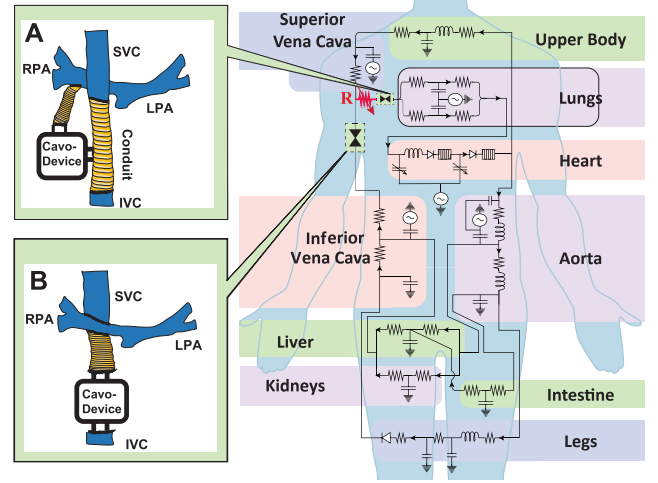 A
SVC
RPA
LPA
Conduit
Cavo-
Device
IVC
B
SVC
RPA
LPA
Cavo-
Device
IVC
Superior
Vena Cava
Upper Body
R
Lungs
Heart
Inferior
Vena Cava
Aorta
Liver
Kidneys
Intestine
Legs